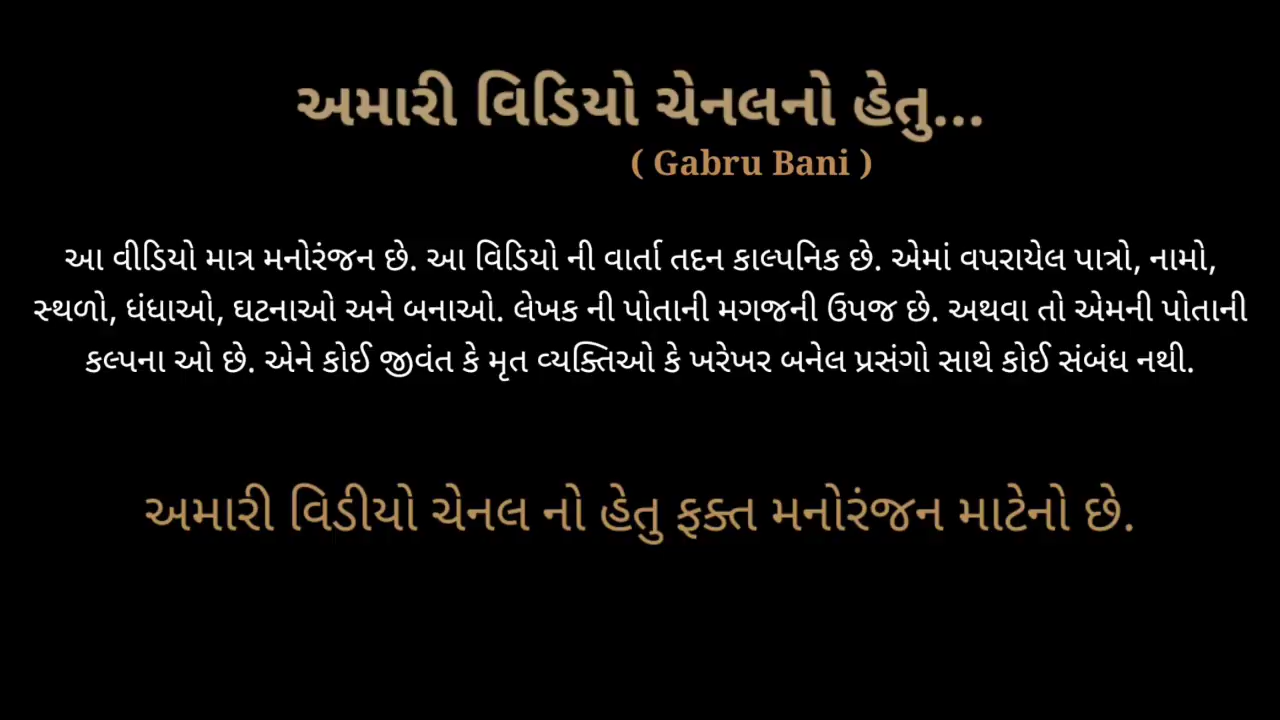 અમારી વિડિયો ચેનલનો હેતુ...
( Gabru Bani )
આ વીડિયો માત્ર મનોરંજન છે. આ વિડિયો ની વાર્તા તદન કાલ્પનિક છે. એમાં વપરાયેલ પાત્રો, નામો,
સ્થળો, ધંધાઓ, ઘટનાઓ અને બનાઓ. લેખક ની પોતાની મગજની ઉપજ છે. અથવા તો એમની પોતાની
કલ્પના ઓ છે. એને કોઈ જીવંત કે મૃત વ્યક્તિઓ કે ખરેખર બનેલ પ્રસંગો સાથે કોઈ સંબંધ નથી.
અમારી વિડીયો ચેનલ નો હેતુ ફક્ત મનોરંજન માટેનો છે.